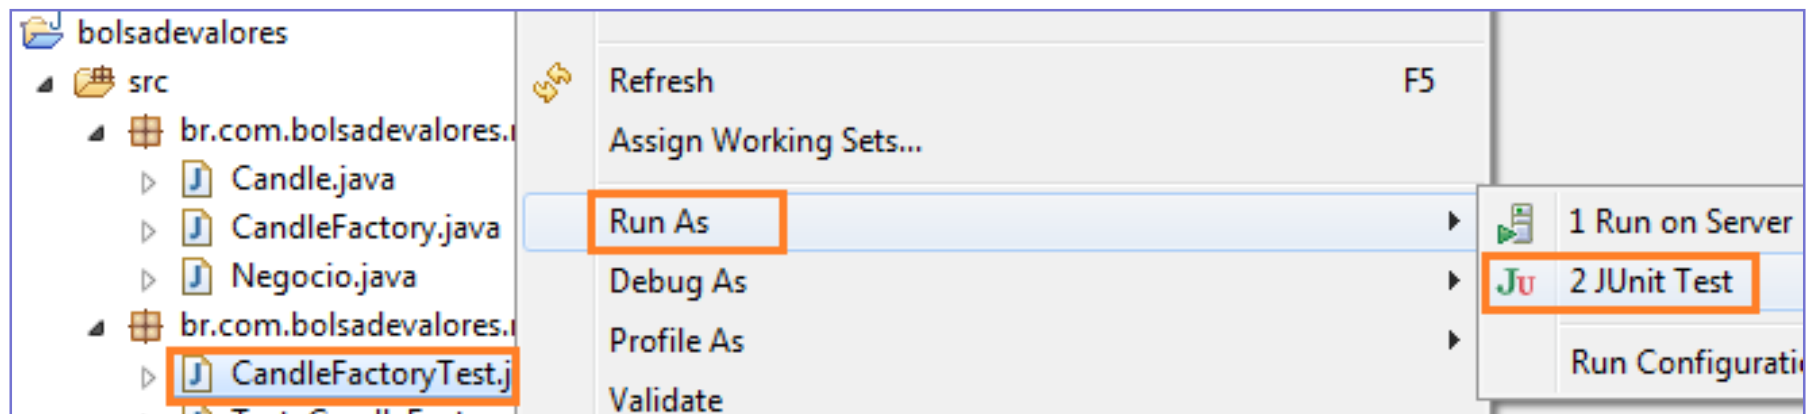 bolsadevalores
src
br.com.bolsadevalores.
Candle.java
CandleFactory.java
Negocio.java
br.com.bolsadevalores.
CandleFactoryTest.j
Refresh F5
Assign Working Sets...
Run As
Debug As
Profile As
Validate
1 Run on Server
JU 2 JUnit Test
Run Configurati